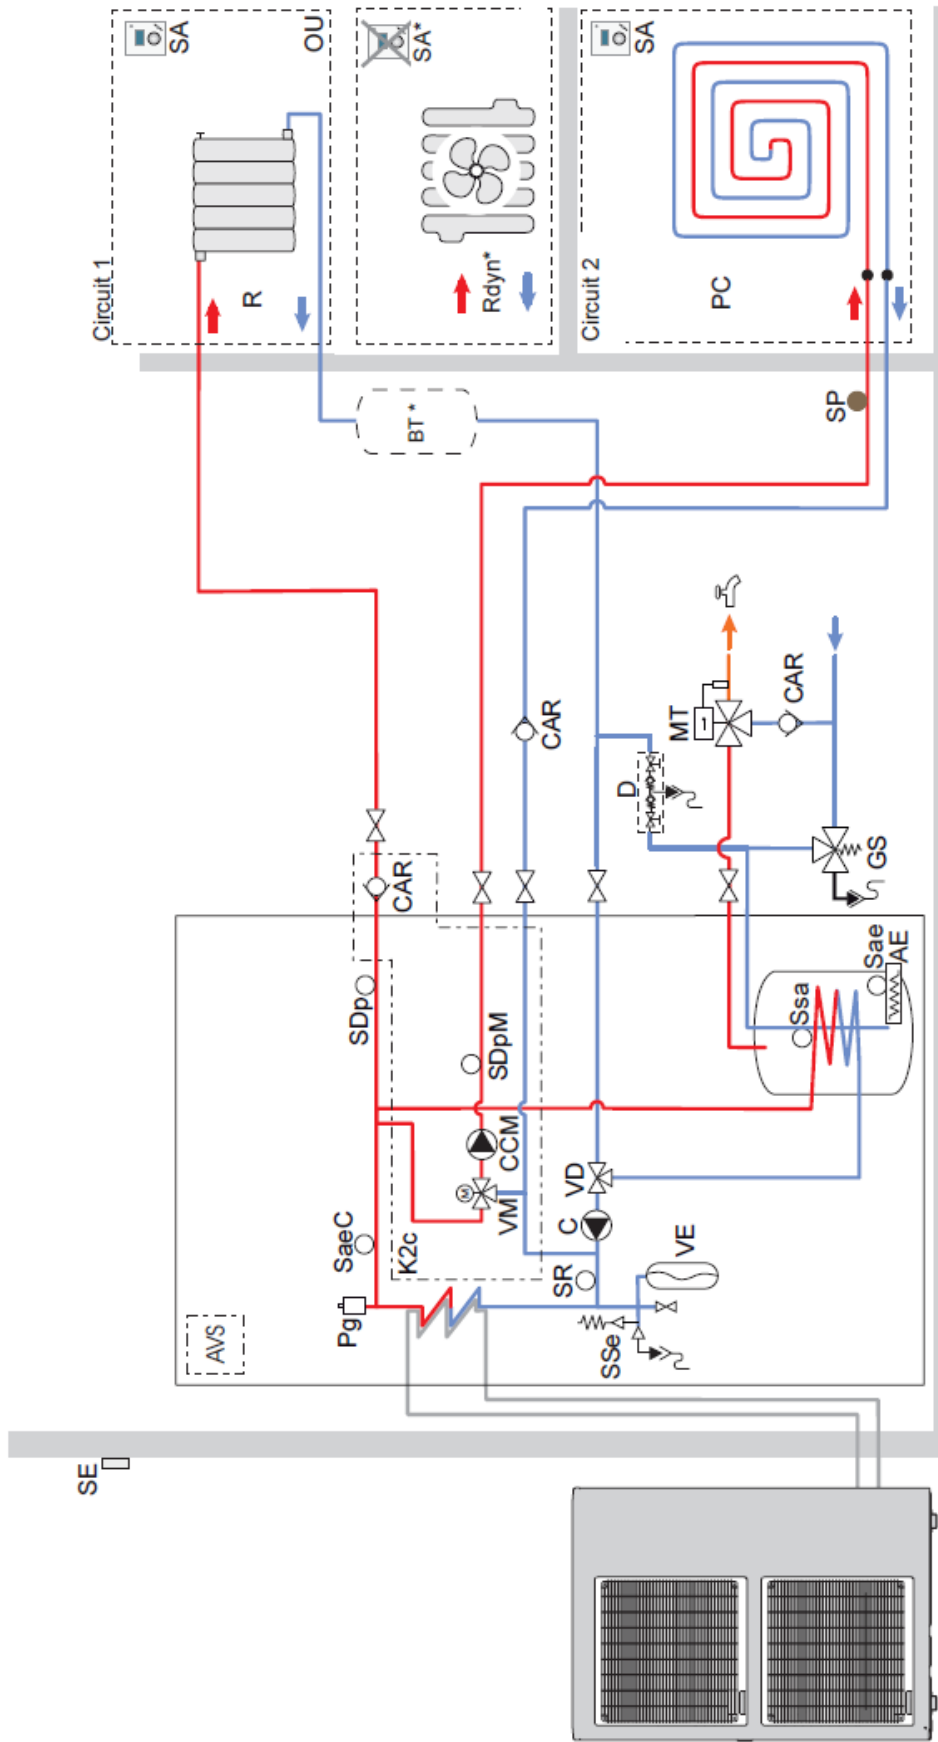 SE
AVS
Pg
SaeC
SDp
CAR
K2c
VM
M
CCM
SDpM
SSe
SR
C
VD
VE
Ssa
Sae
AE
CAR
D
MT
CAR
GS
BT *
SP
Circuit 1
SA
R
OU
SA*
Rdyn*
Circuit 2
SA
PC